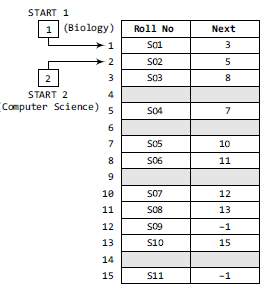 START 1
1 (Biology)
Roll No Next
1 S01 3
2 S02 5
2 3 S03 8
4
START 2
(Computer Science) 5 S04 7
6
7 S05 10
8 S06 11
9
10 S07 12
11 S08 13
12 S09 -1
13 S10 15
14
15 S11 -1